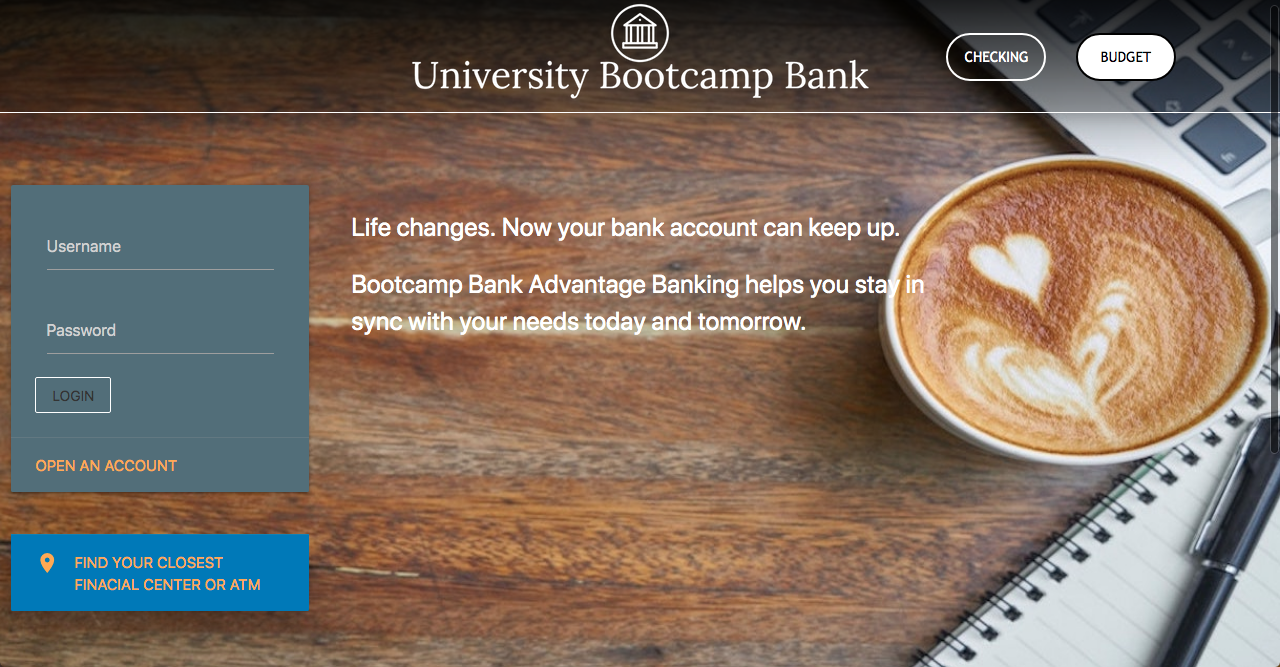 University Bootcamp Bank
CHECKING
BUDGET
Username
Password
LOGIN
OPEN AN ACCOUNT
FIND YOUR CLOSEST
FINACIAL CENTER OR ATM
Life changes. Now your bank account can keep up.
Bootcamp Bank Advantage Banking helps you stay in
sync with your needs today and tomorrow.